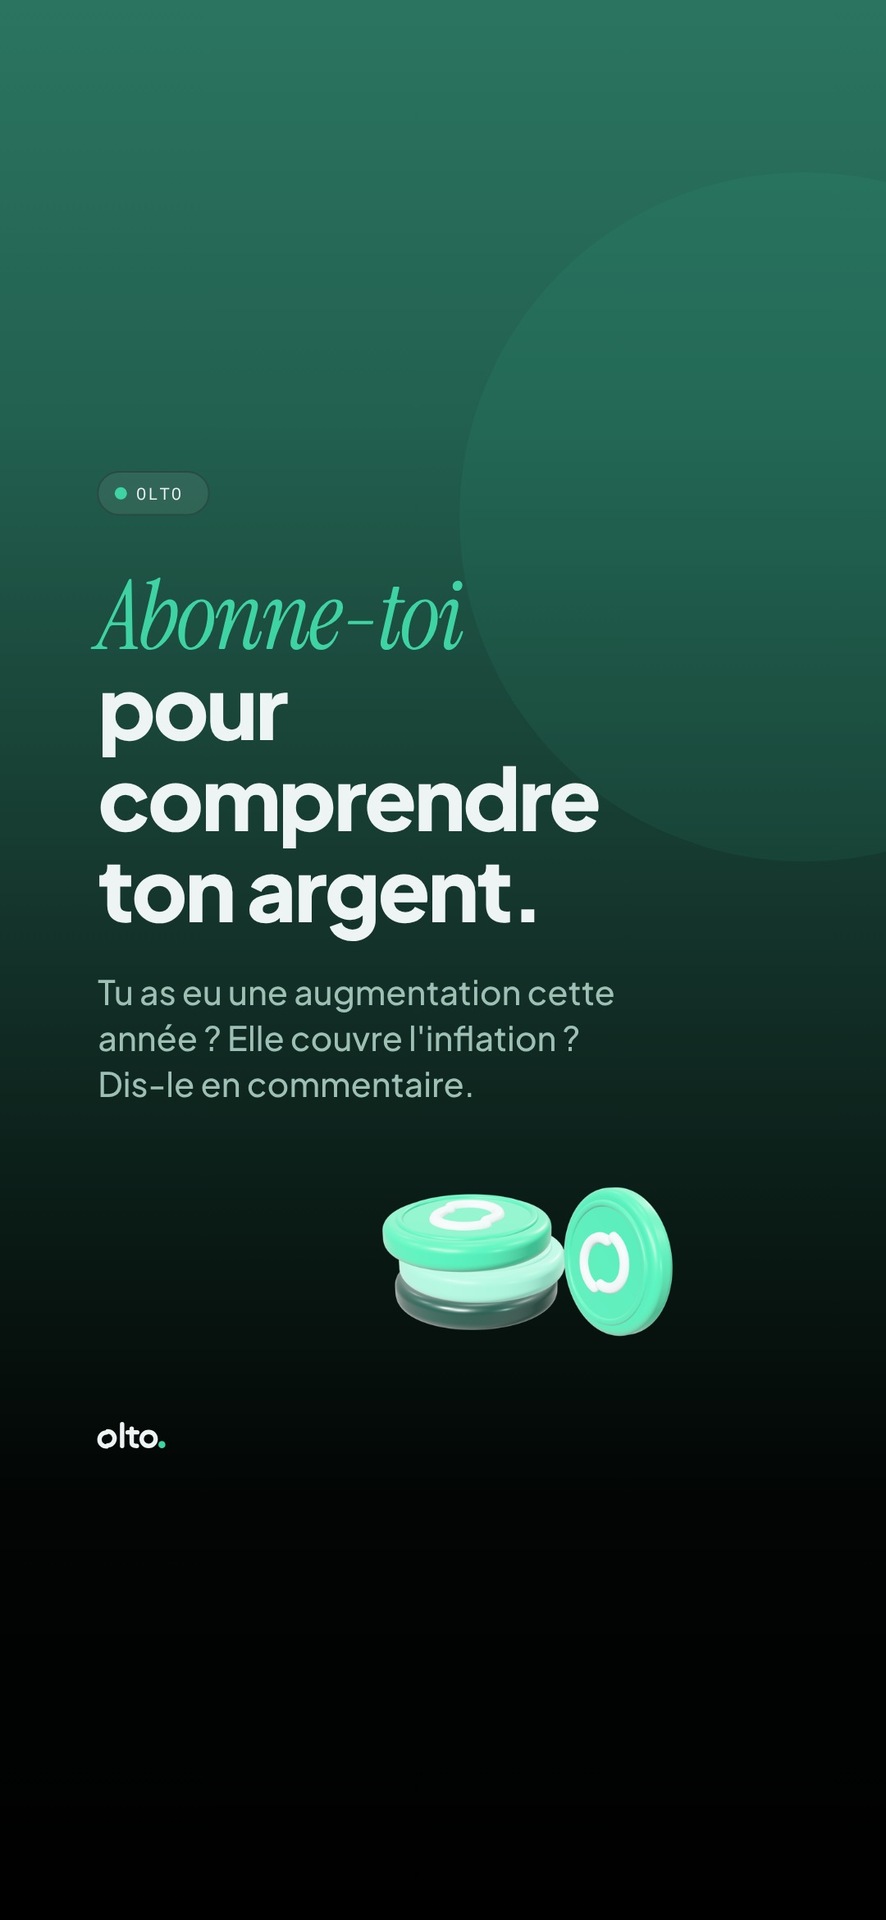 OLTO
Abonne-toi
pour
comprendre
ton argent.
Tu as eu une augmentation cette
année ? Elle couvre l'inflation ?
Dis-le en commentaire.
olto.